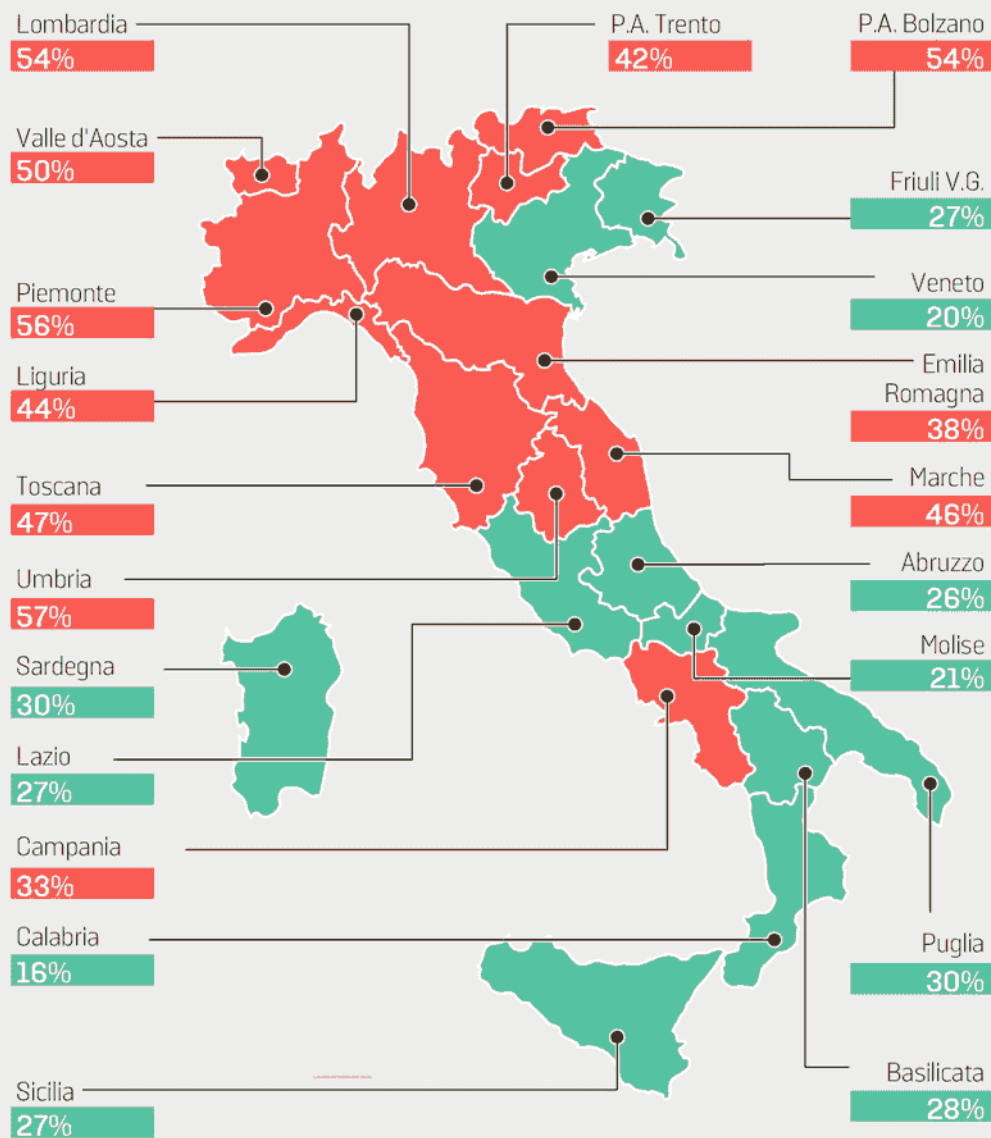 Lombardia
54%
P.A. Trento
42%
P.A. Bolzano
54%
Valle d'Aosta
50%
Friuli V.G.
27%
Veneto
20%
Piemonte
56%
Emilia
Romagna
38%
Liguria
44%
Marche
46%
Toscana
47%
Abruzzo
26%
Umbria
57%
Molise
21%
Sardegna
30%
Lazio
27%
Campania
33%
Calabria
16%
Puglia
30%
Basilicata
28%
Sicilia
27%